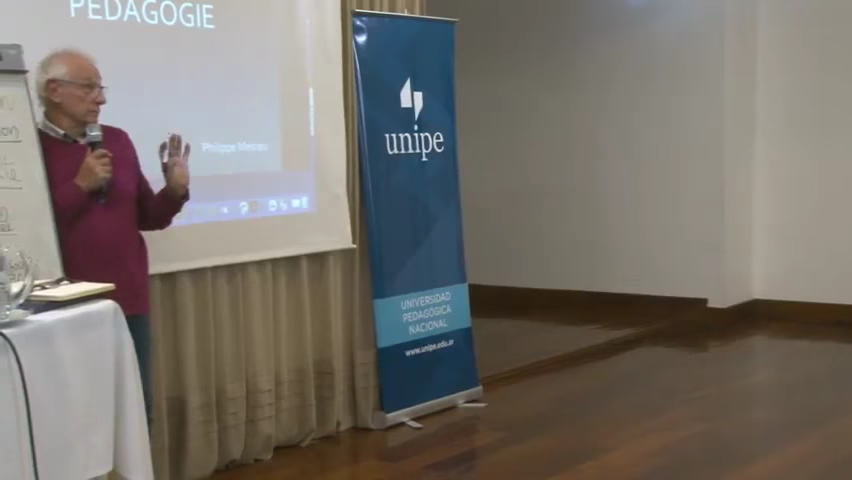 PEDAGOGIE
Philippe Meirieu
unipe
UNIVERSIDAD
PEDAGÓGICA
NACIONAL
www.unipe.edu.ar